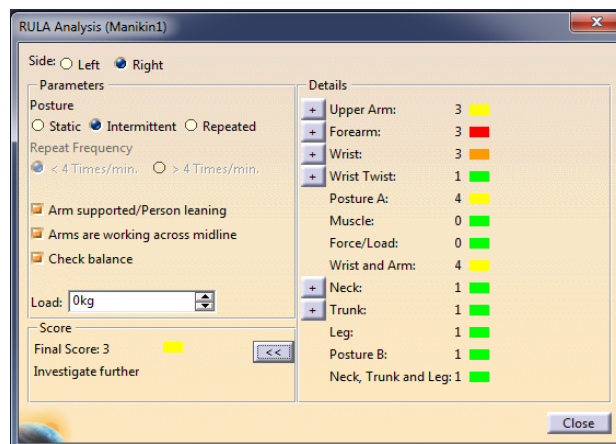 RULA Analysis (Manikin1)
Side: Left Right
Parameters
Posture
Static Intermittent Repeated
Repeat Frequency
< 4 Times/min. > 4 Times/min.
Arm supported/Person leaning
Arms are working across midline
Check balance
Load: 0kg
Score
Final Score: 3
<<
Investigate further
Details
+ Upper Arm: 3
+ Forearm: 3
+ Wrist: 3
+ Wrist Twist: 1
Posture A: 4
Muscle: 0
Force/Load: 0
Wrist and Arm: 4
+ Neck: 1
+ Trunk: 1
Leg: 1
Posture B: 1
Neck, Trunk and Leg: 1
Close